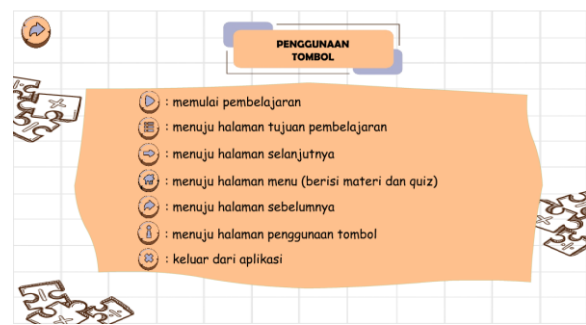 PENGGUNAAN
TOMBOL
: memulai pembelajaran
: menuju halaman tujuan pembelajaran
: menuju halaman selanjutnya
: menuju halaman menu (berisi materi dan quiz)
: menuju halaman sebelumnya
: menuju halaman penggunaan tombol
: keluar dari aplikasi